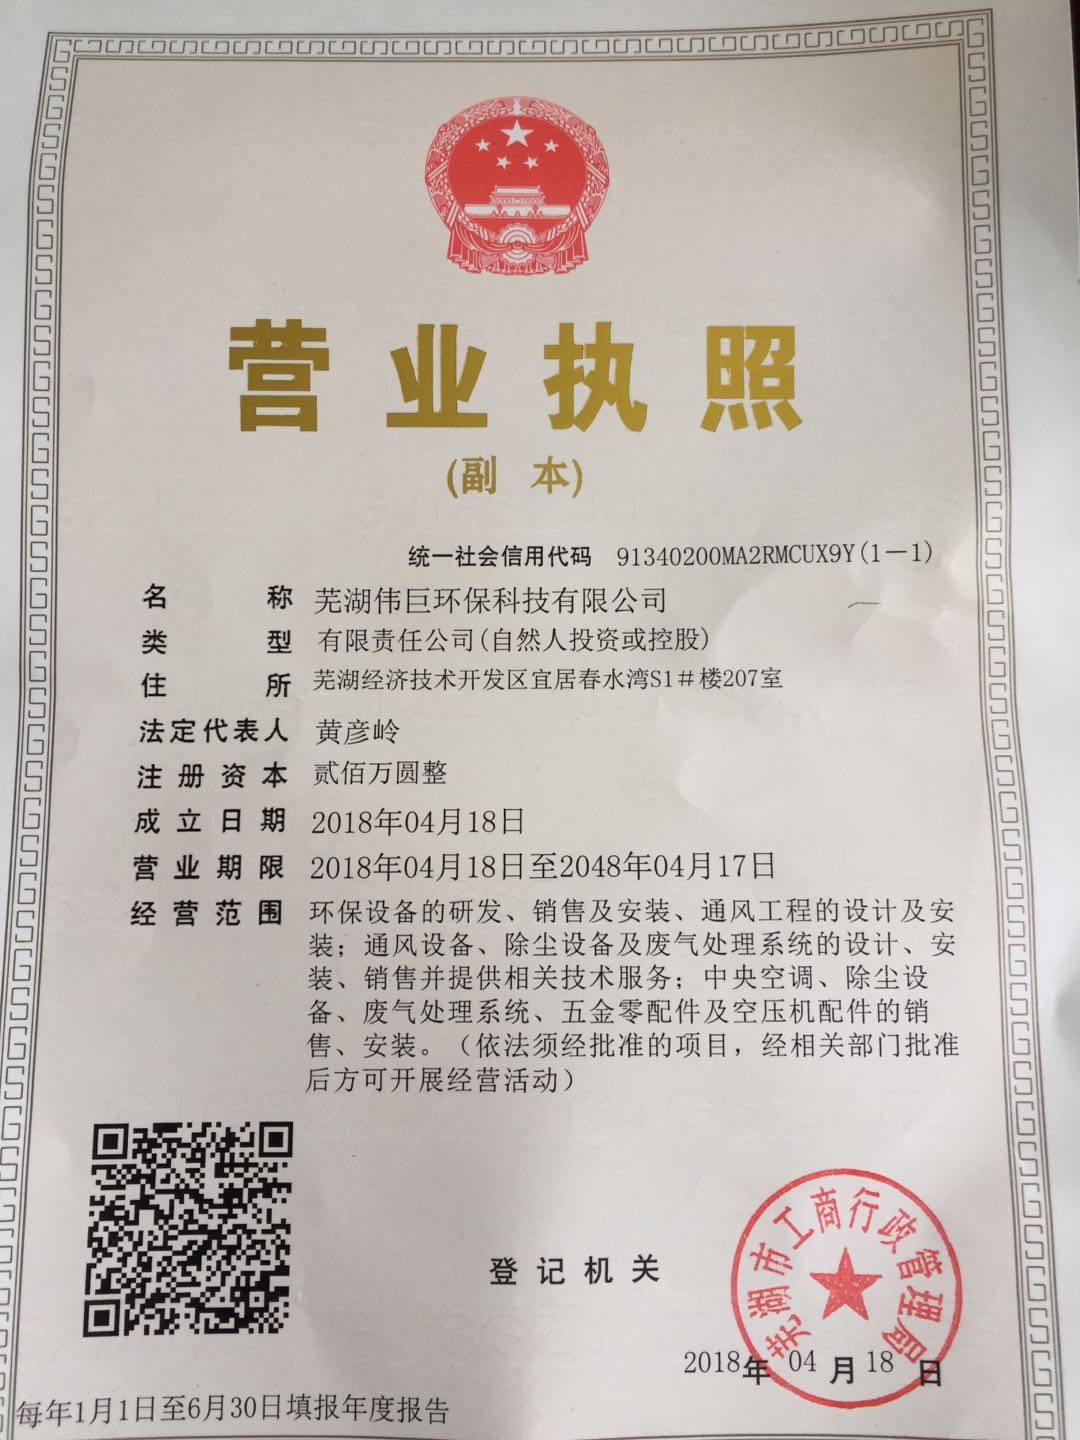 营业执照
(副 本)
统一社会信用代码 91340200MA2RMCUX9Y(1-1)
名 称 芜湖伟巨环保科技有限公司
类 型 有限责任公司(自然人投资或控股)
住 所 芜湖经济技术开发区宜居春水湾S1#楼207室
法定代表人 黄彦岭
注册资本 贰佰万圆整
成立日期 2018年04月18日
营业期限 2018年04月18日至2048年04月17日
经营范围 环保设备的研发、销售及安装、通风工程的设计及安
装；通风设备、除尘设备及废气处理系统的设计、安
装、销售并提供相关技术服务；中央空调、除尘设
备、废气处理系统、五金零配件及空压机配件的销
售、安装。（依法须经批准的项目，经相关部门批准
后方可开展经营活动）
芜湖市工商行政管理局
登记机关
2018年04月18日
每年1月1日至6月30日填报年度报告